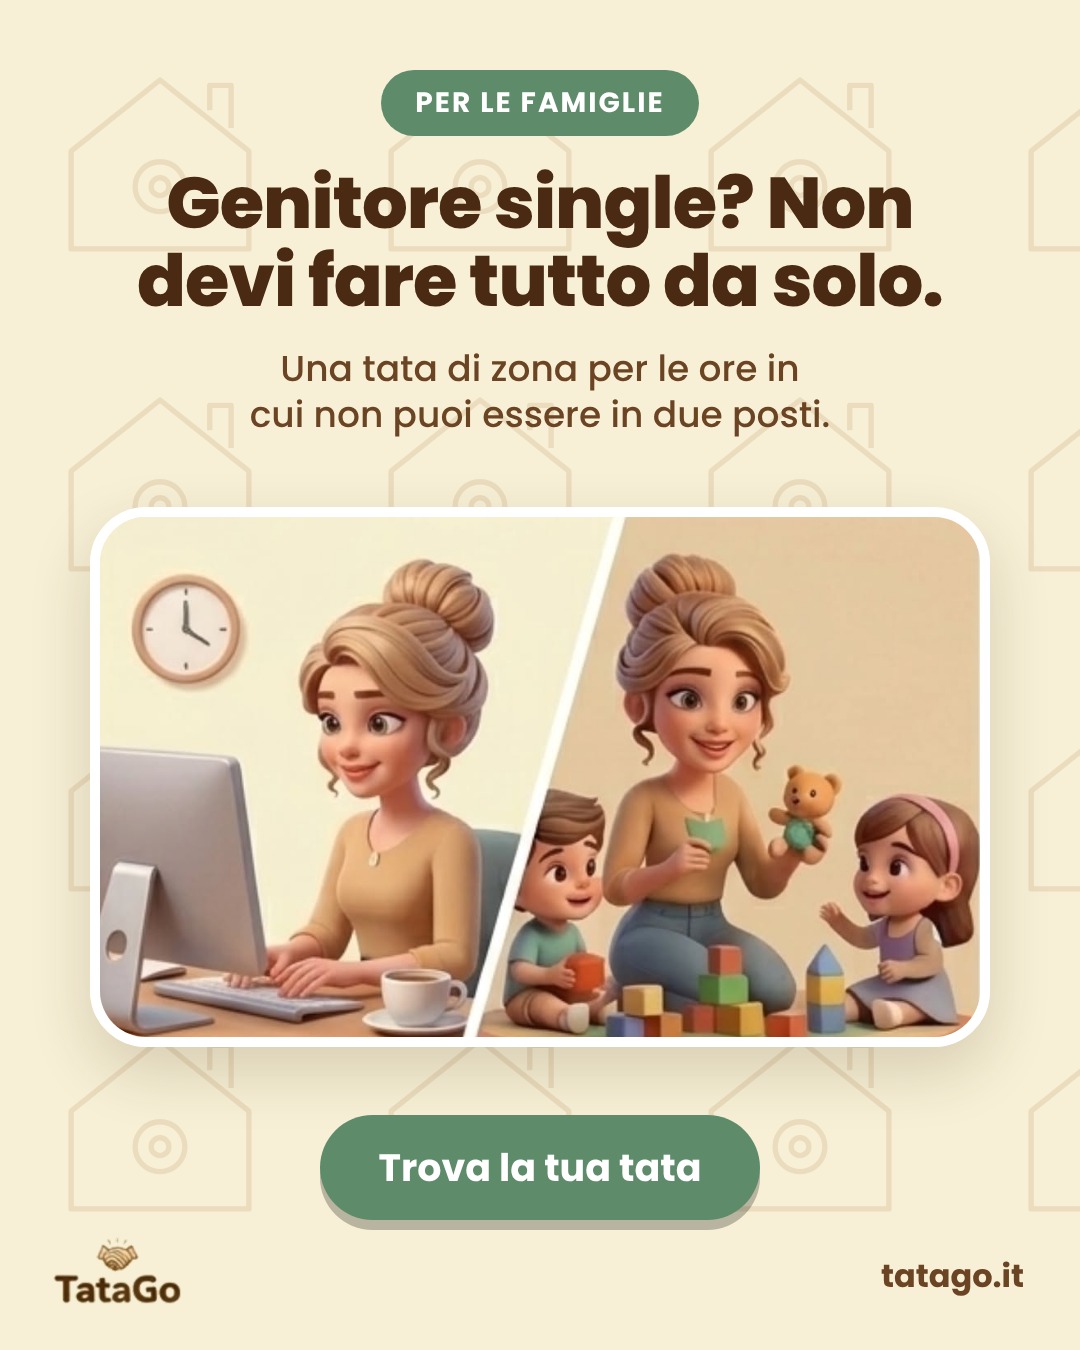 PER LE FAMIGLIE
Genitore single? Non
devi fare tutto da solo.
Una tata di zona per le ore in
cui non puoi essere in due posti.
Trova la tua tata
TataGo
tatago.it